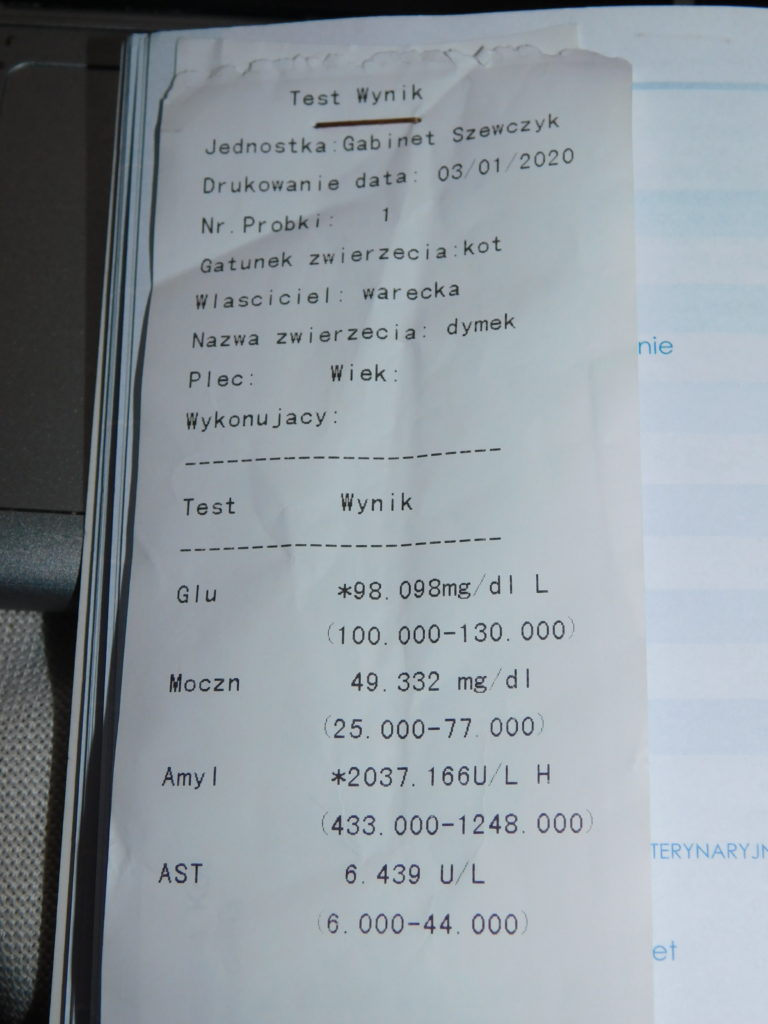 Test Wynik
Jednostka:Gabinet Szewczyk
Drukowanie data: 03/01/2020
Nr.Probki: 1
Gatunek zwierzecia:kot
Wlasciciel: warecka
Nazwa zwierzecia: dymek
Plec: Wiek:
Wykonujacy:
------------------------
Test Wynik
------------------------
Glu *98.098mg/dl L
(100.000-130.000)
nie
Moczn 49.332 mg/dl
(25.000-77.000)
Amyl *2037.166U/L H
(433.000-1248.000)
TERYNARYJN
AST 6.439 U/L
(6.000-44.000)
et